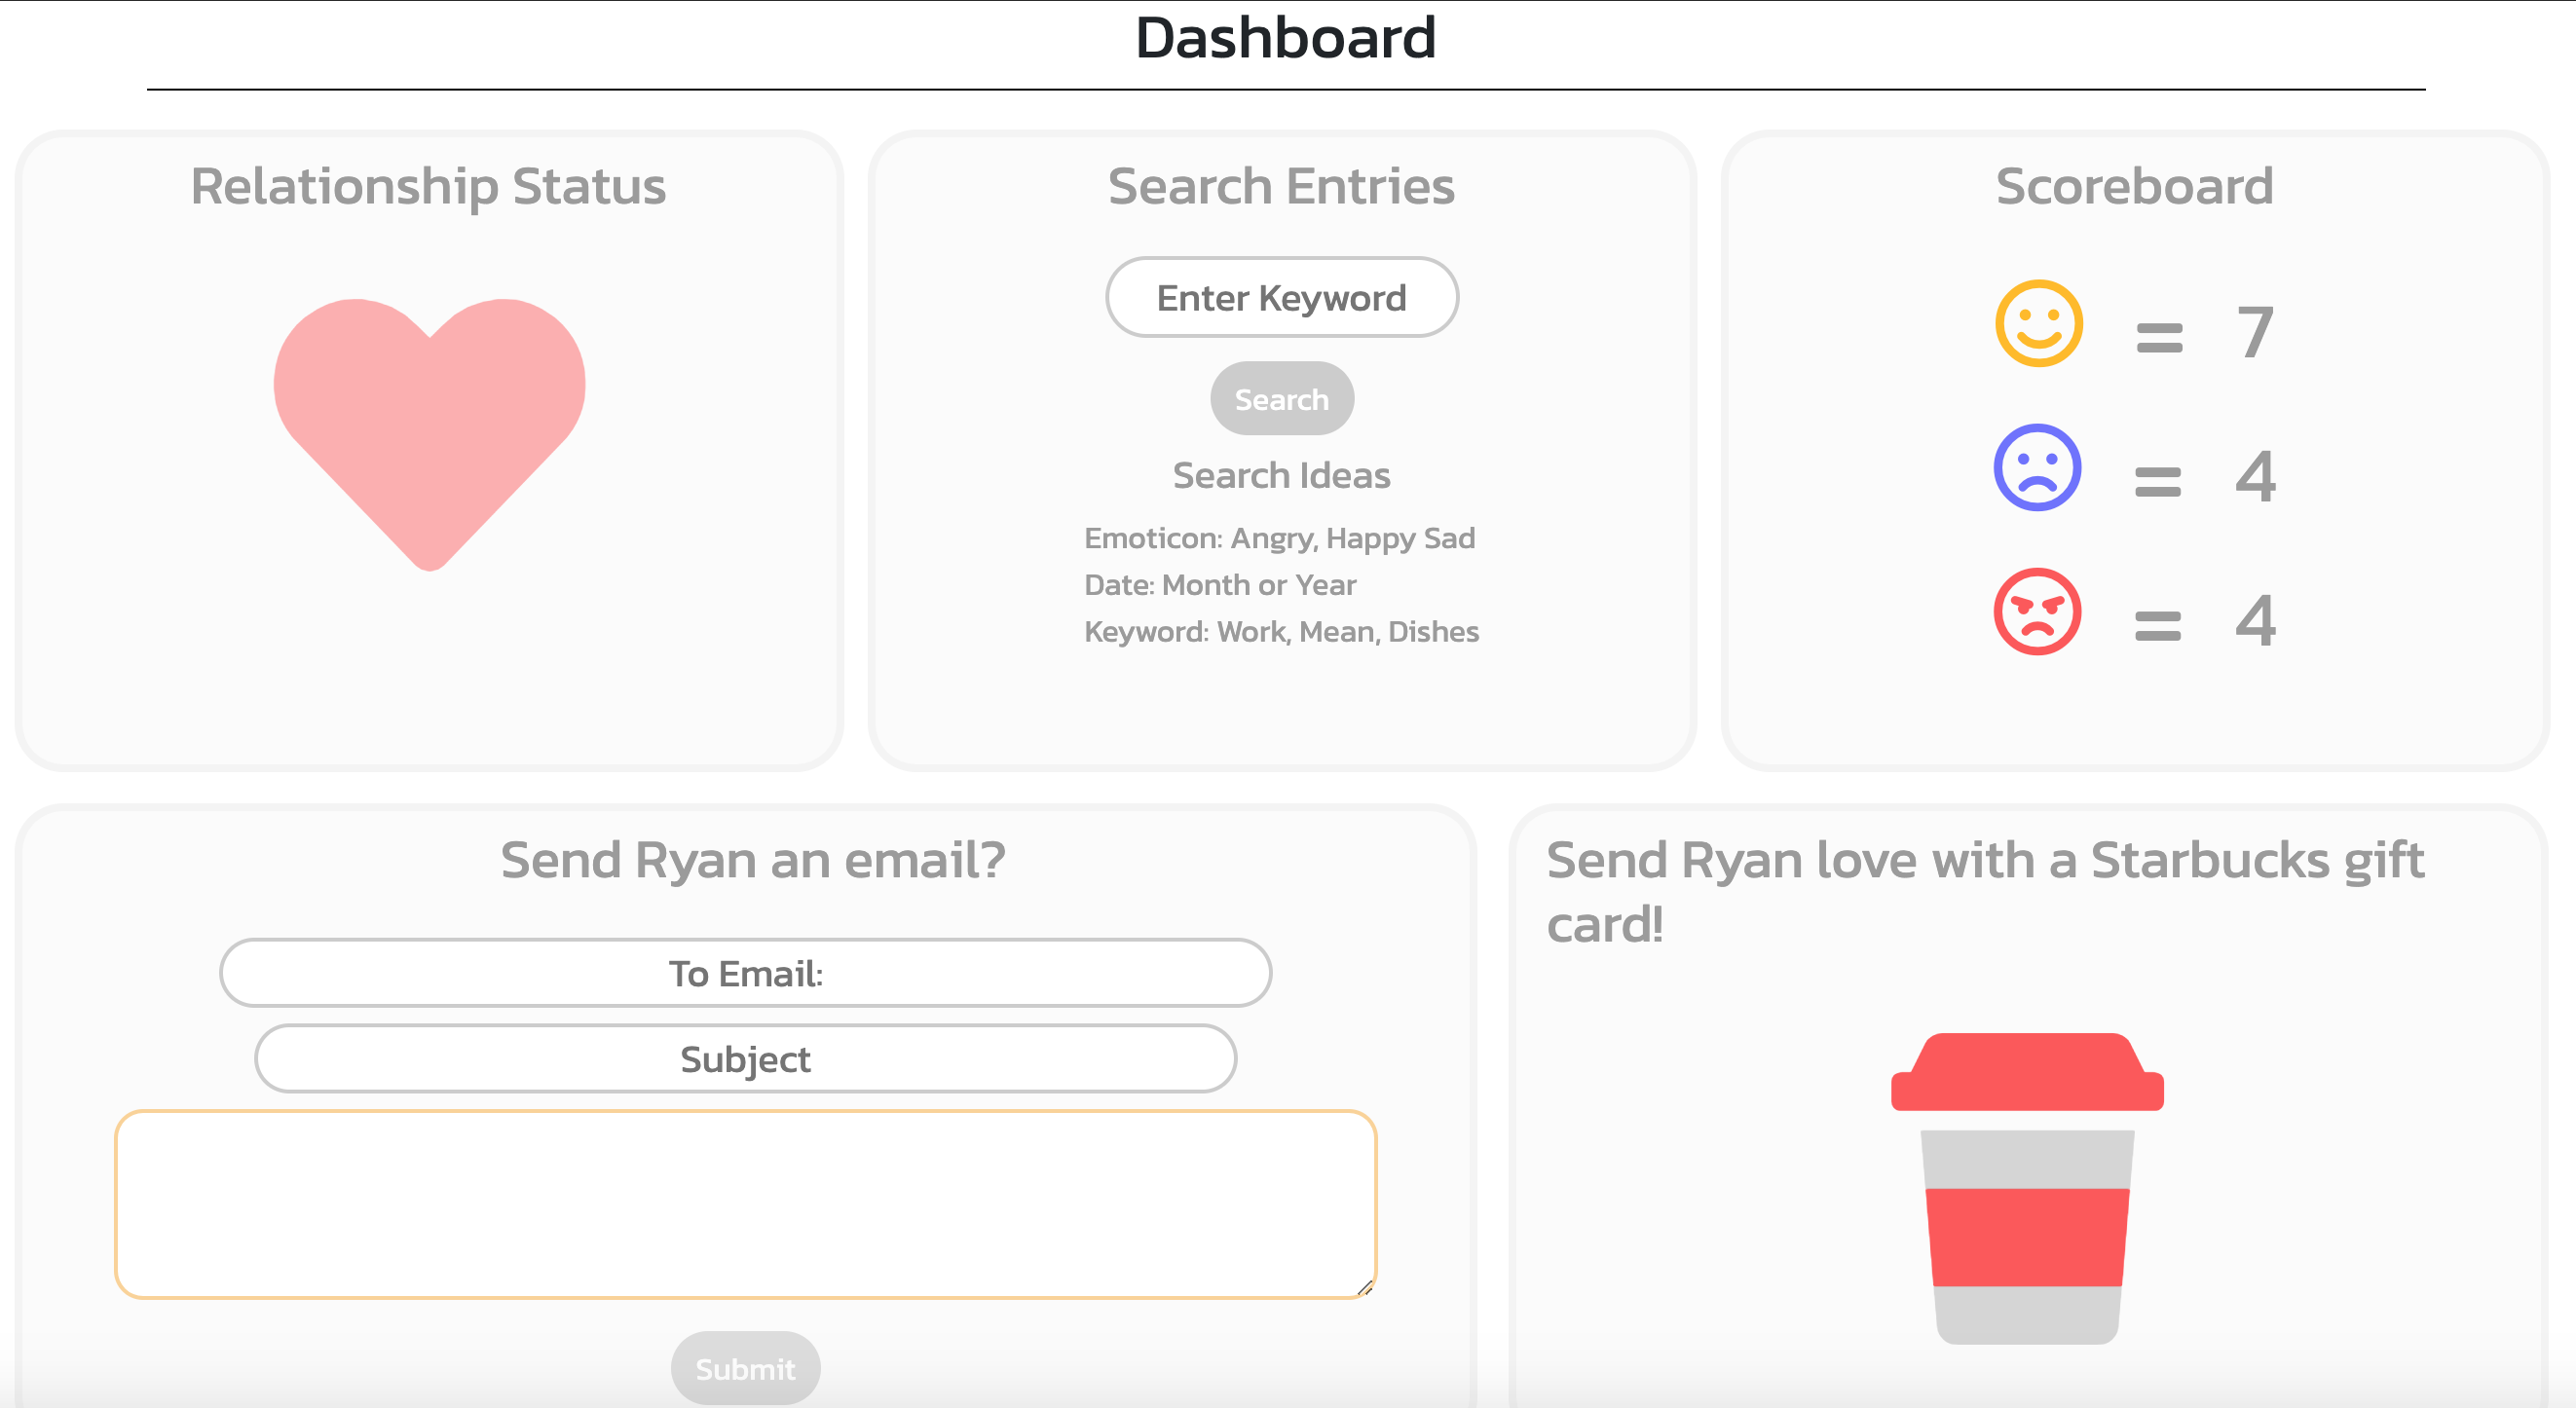 Dashboard
Relationship Status
Search Entries
Enter Keyword
Search
Search Ideas
Emoticon: Angry, Happy Sad
Date: Month or Year
Keyword: Work, Mean, Dishes
Scoreboard
= 7
= 4
= 4
Send Ryan an email?
To Email:
Subject
Submit
Send Ryan love with a Starbucks gift
card!